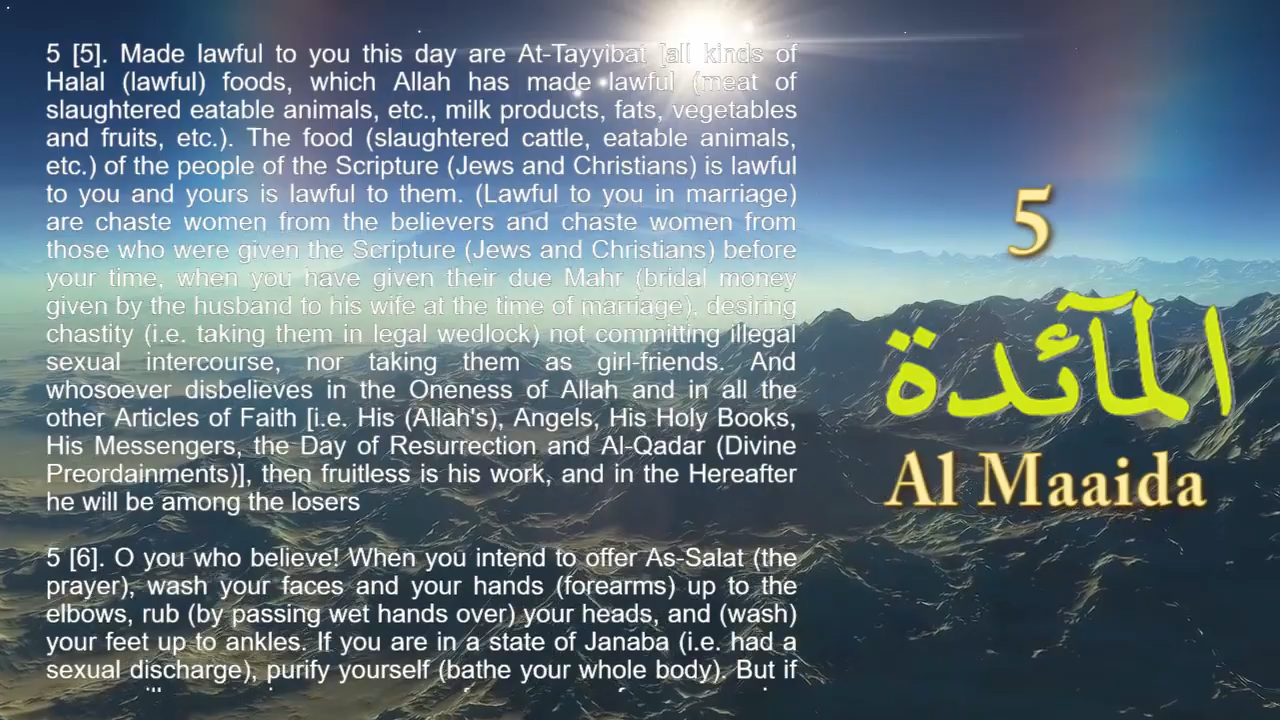 5 [5]. Made lawful to you this day are At-Tayyibat [all kinds of
Halal (lawful) foods, which Allah has made lawful (meat of
slaughtered eatable animals, etc., milk products, fats, vegetables
and fruits, etc.). The food (slaughtered cattle, eatable animals,
etc.) of the people of the Scripture (Jews and Christians) is lawful
to you and yours is lawful to them. (Lawful to you in marriage)
are chaste women from the believers and chaste women from
those who were given the Scripture (Jews and Christians) before
your time, when you have given their due Mahr (bridal money
given by the husband to his wife at the time of marriage), desiring
chastity (i.e. taking them in legal wedlock) not committing illegal
sexual intercourse, nor taking them as girl-friends. And
whosoever disbelieves in the Oneness of Allah and in all the
other Articles of Faith [i.e. His (Allah's), Angels, His Holy Books,
His Messengers, the Day of Resurrection and Al-Qadar (Divine
Preordainments)], then fruitless is his work, and in the Hereafter
he will be among the losers
5 [6]. O you who believe! When you intend to offer As-Salat (the
prayer), wash your faces and your hands (forearms) up to the
elbows, rub (by passing wet hands over) your heads, and (wash)
your feet up to ankles. If you are in a state of Janaba (i.e. had a
sexual discharge), purify yourself (bathe your whole body). But if
5
المآئدة
Al Maaida